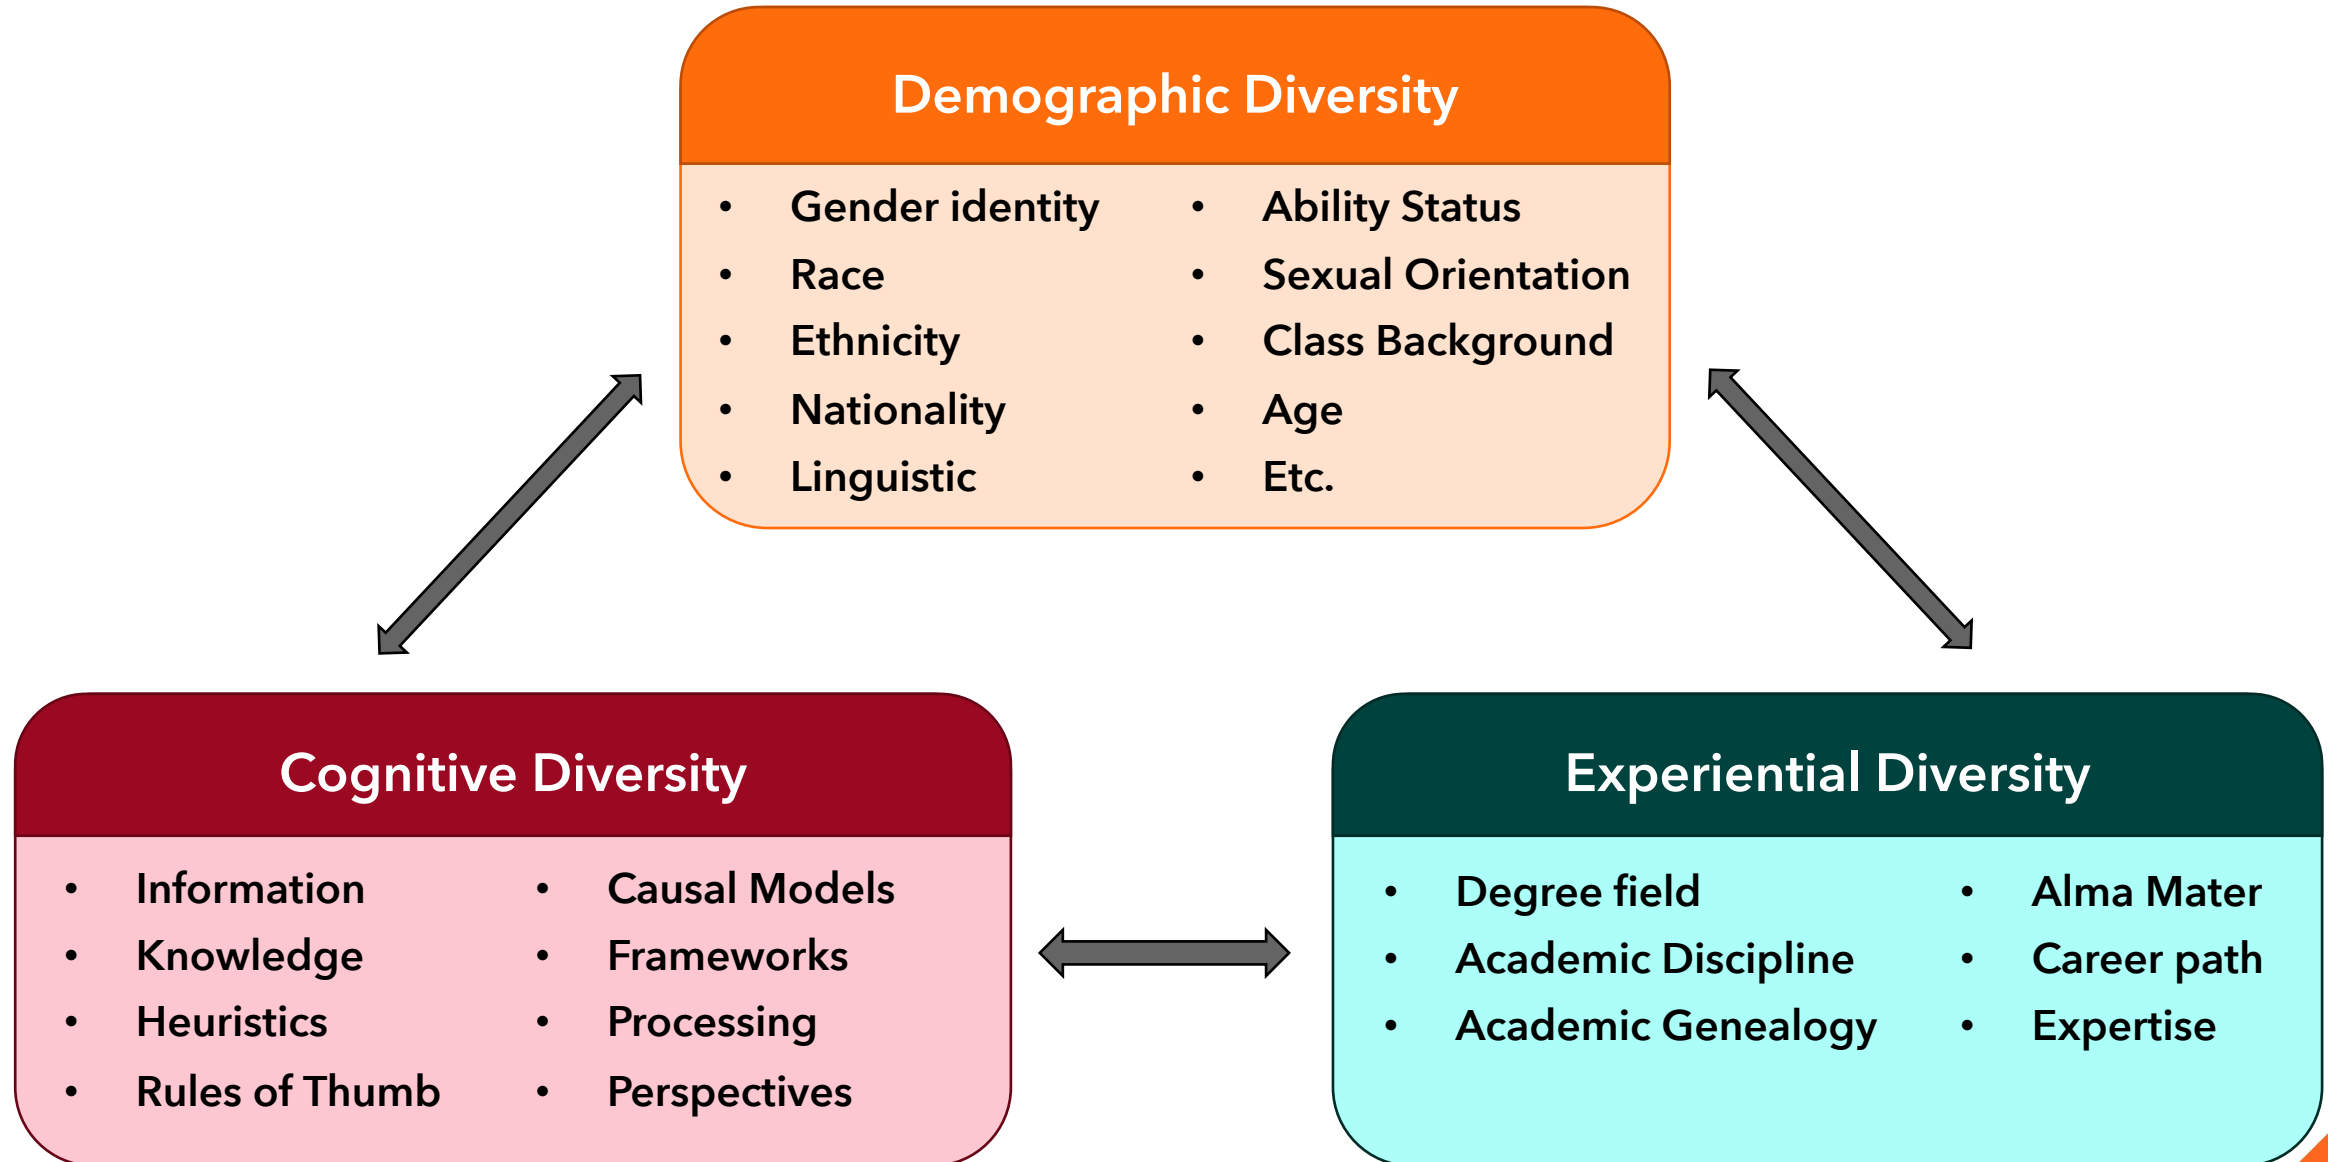 Demographic Diversity
• Gender identity
• Race
• Ethnicity
• Nationality
• Linguistic
• Ability Status
• Sexual Orientation
• Class Background
• Age
• Etc.
Cognitive Diversity
• Information
• Knowledge
• Heuristics
• Rules of Thumb
• Causal Models
• Frameworks
• Processing
• Perspectives
Experiential Diversity
• Degree field
• Academic Discipline
• Academic Genealogy
• Alma Mater
• Career path
• Expertise